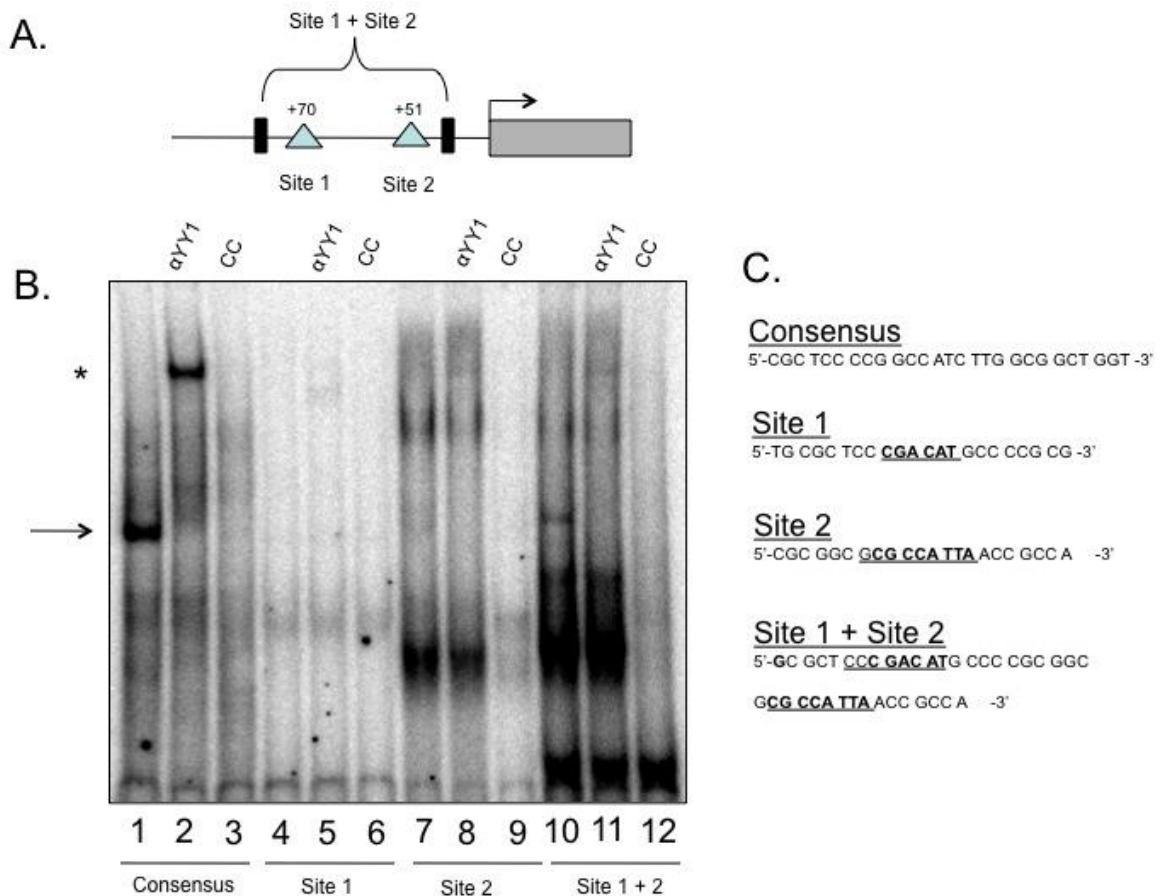 A.
Site 1 + Site 2
+70 +51
Site 1 Site 2
αYY1 CC αYY1 CC αYY1 CC αYY1 CC
B.
*
1 2 3 4 5 6 7 8 9 10 11 12
Consensus Site 1 Site 2 Site 1 + 2
C.
Consensus
5'-CGC TCC CCG GCC ATC TTG GCG GCT GGT -3'
Site 1
5'-TG CGC TCC CGA CAT GCC CCG CG -3'
Site 2
5'-CGC GGC GCG CCA TTA ACC GCC A -3'
Site 1 + Site 2
5'-GC GCT CCC GAC ATG CCC CGC GGC
GCG CCA TTA ACC GCC A -3'